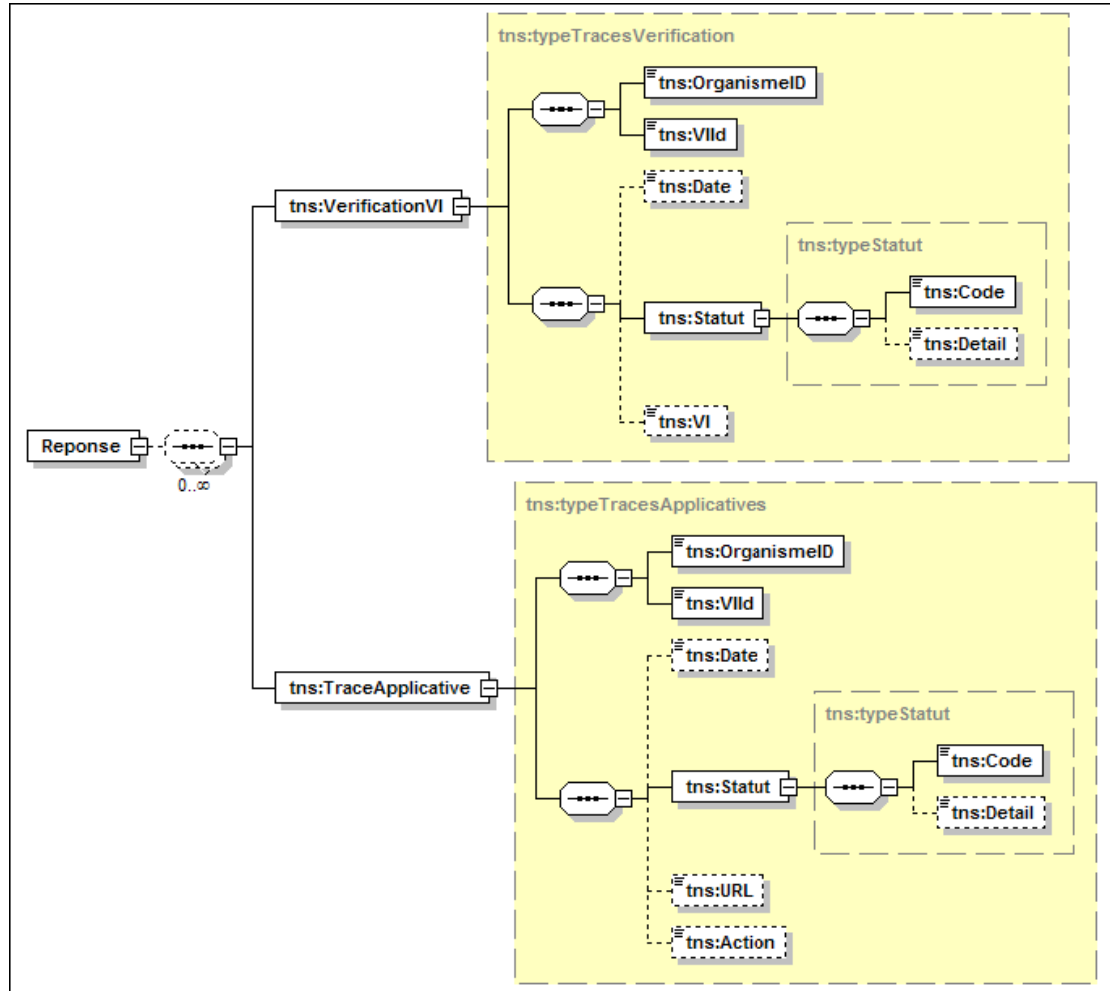 tns:typeTracesVerification
tns:OrganismeID
tns:VIId
tns:Date
tns:VerificationVI
tns:typeStatut
tns:Code
tns:Statut
tns:Detail
tns:VI
Reponse
0..∞
tns:typeTracesApplicatives
tns:OrganismeID
tns:VIId
tns:Date
tns:TraceApplicative
tns:typeStatut
tns:Code
tns:Statut
tns:Detail
tns:URL
tns:Action